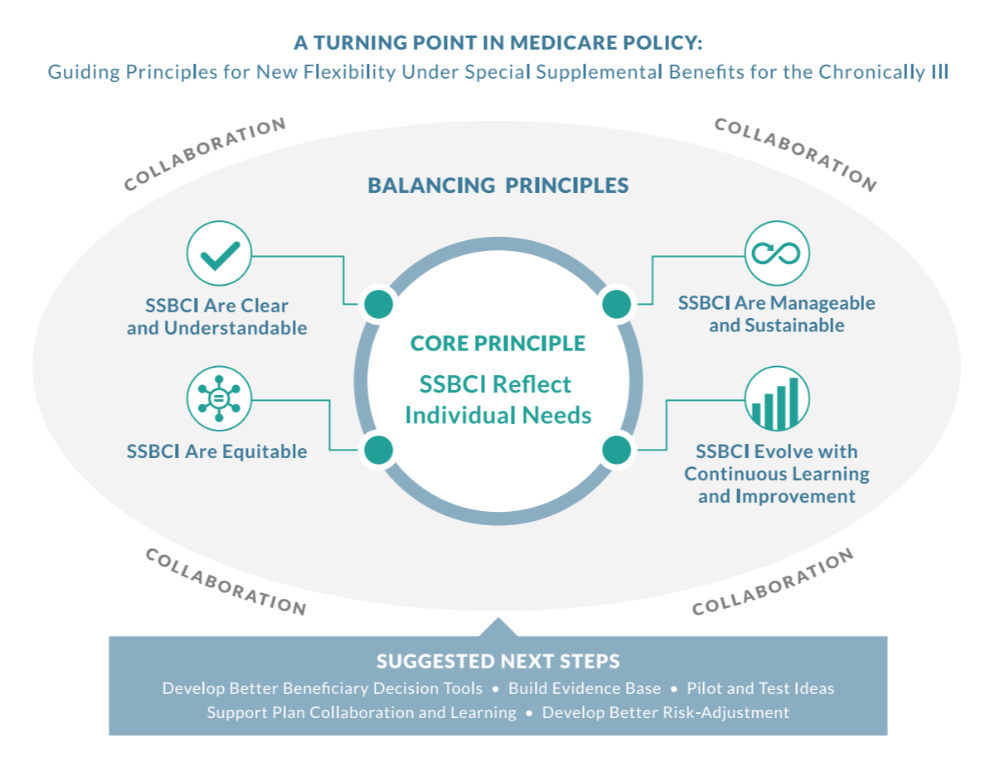 A TURNING POINT IN MEDICARE POLICY:
Guiding Principles for New Flexibility Under Special Supplemental Benefits for the Chronically Ill
COLLABORATION
COLLABORATION
BALANCING PRINCIPLES
SSBCI Are Clear
and Understandable
SSBCI Are Manageable
and Sustainable
CORE PRINCIPLE
SSBCI Reflect
Individual Needs
SSBCI Are Equitable
SSBCI Evolve with
Continuous Learning
and Improvement
COLLABORATION
COLLABORATION
SUGGESTED NEXT STEPS
Develop Better Beneficiary Decision Tools • Build Evidence Base • Pilot and Test Ideas
Support Plan Collaboration and Learning • Develop Better Risk-Adjustment